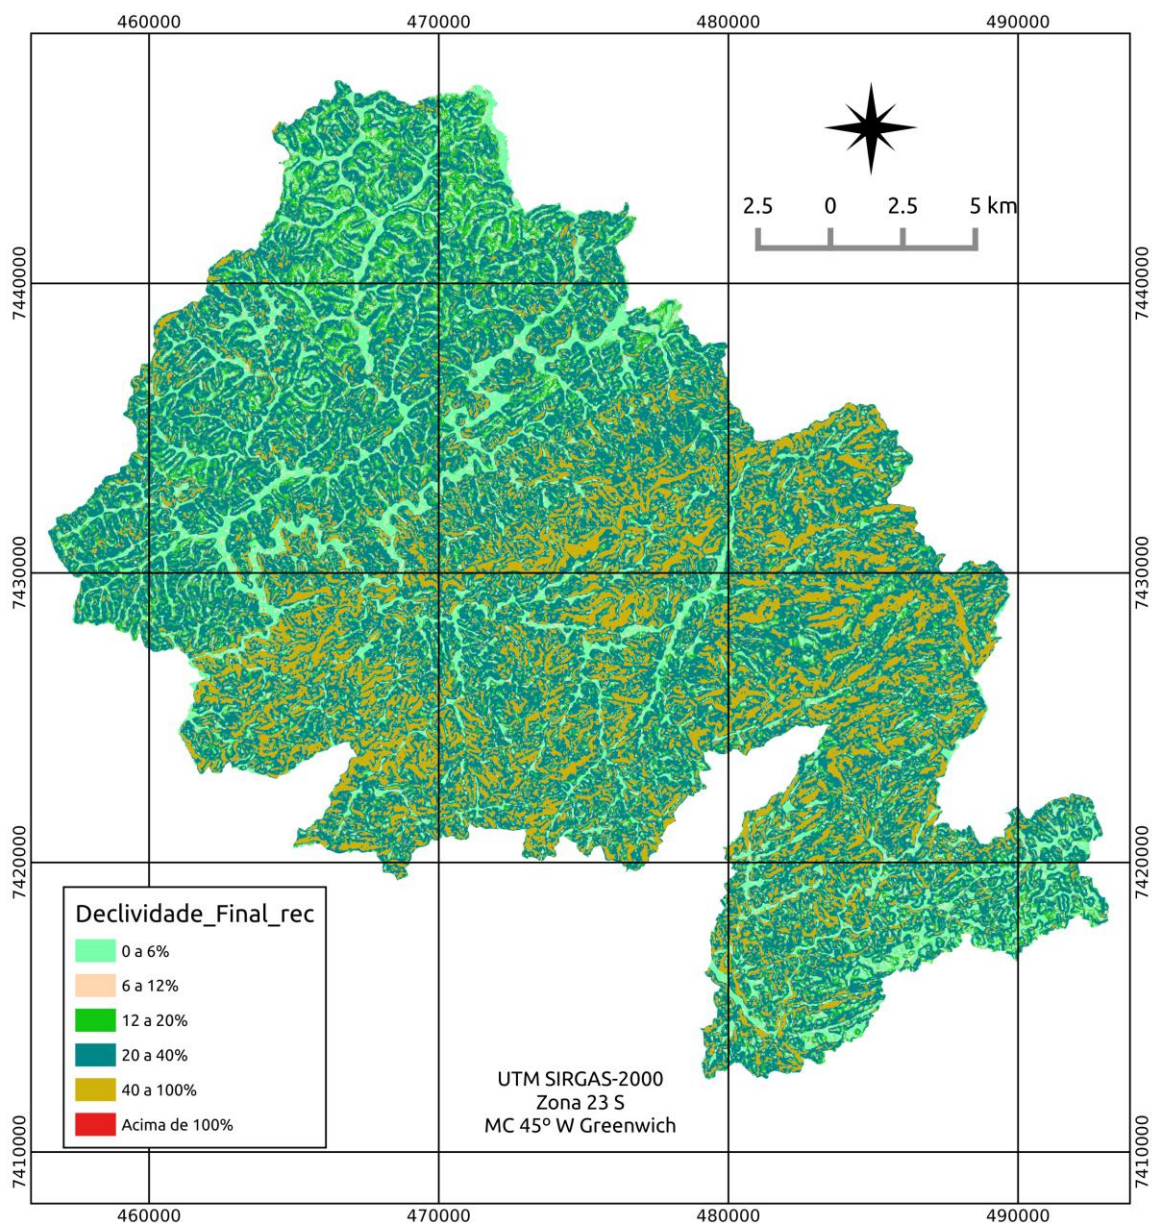 460000
470000
480000
490000
2.5 0 2.5 5 km
7440000
7440000
7430000
7430000
7420000
7420000
7410000
7410000
Declividade_Final_rec
0 a 6%
6 a 12%
12 a 20%
20 a 40%
40 a 100%
Acima de 100%
UTM SIRGAS-2000
Zona 23 S
MC 45º W Greenwich
460000
470000
480000
490000